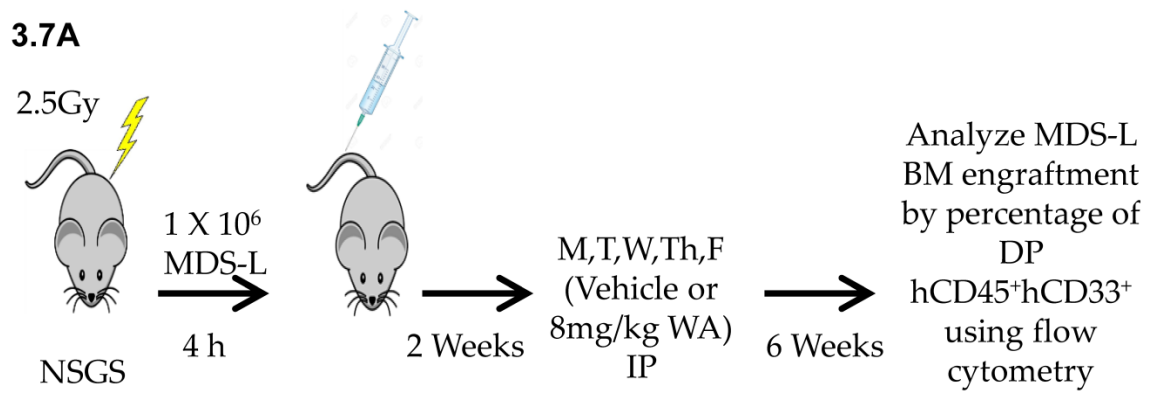 3.7A
2.5Gy
NSGS
1 X 10⁶
MDS-L
4 h
2 Weeks
M,T,W,Th,F
(Vehicle or
8mg/kg WA)
IP
6 Weeks
Analyze MDS-L
BM engraftment
by percentage of
DP
hCD45⁺hCD33⁺
using flow
cytometry